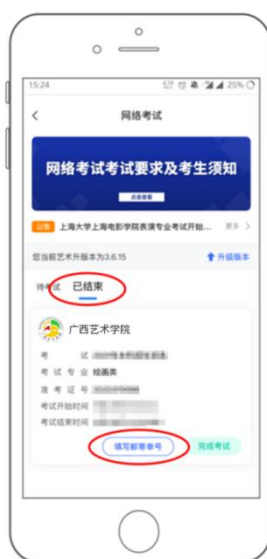 15:24
25%
网络考试
网络考试考试要求及考生须知
点击查看
公告 上海大学上海电影学院表演专业考试开始... 更多 >
您当前艺术升版本为3.6.15 升级版本
待考试 已结束
广西艺术学院
考 试
考试专业 绘画类
准考证号
考试开始时间
考试结束时间
填写邮寄单号 完成考试